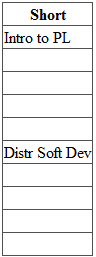 Short
Intro to PL
Distr Soft Dev